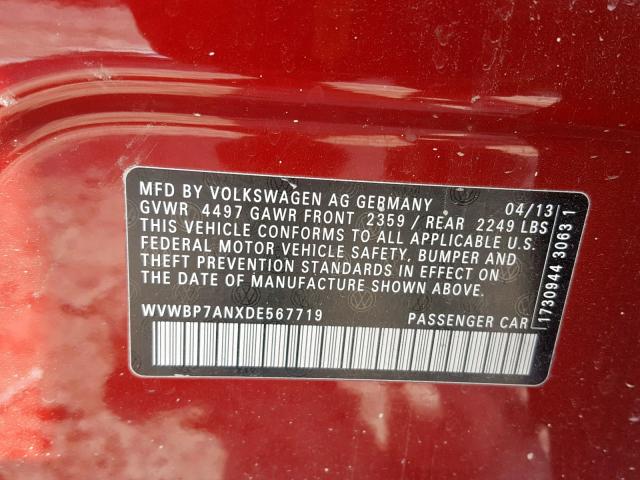 MFD BY VOLKSWAGEN AG GERMANY 04/13
GVWR 4497 GAWR FRONT 2359 / REAR 2249 LBS
THIS VEHICLE CONFORMS TO ALL APPLICABLE U.S.
FEDERAL MOTOR VEHICLE SAFETY, BUMPER AND
THEFT PREVENTION STANDARDS IN EFFECT ON
THE DATE OF MANUFACTURE SHOWN ABOVE.
WVWBP7ANXDE567719 PASSENGER CAR
1730944 3063 1